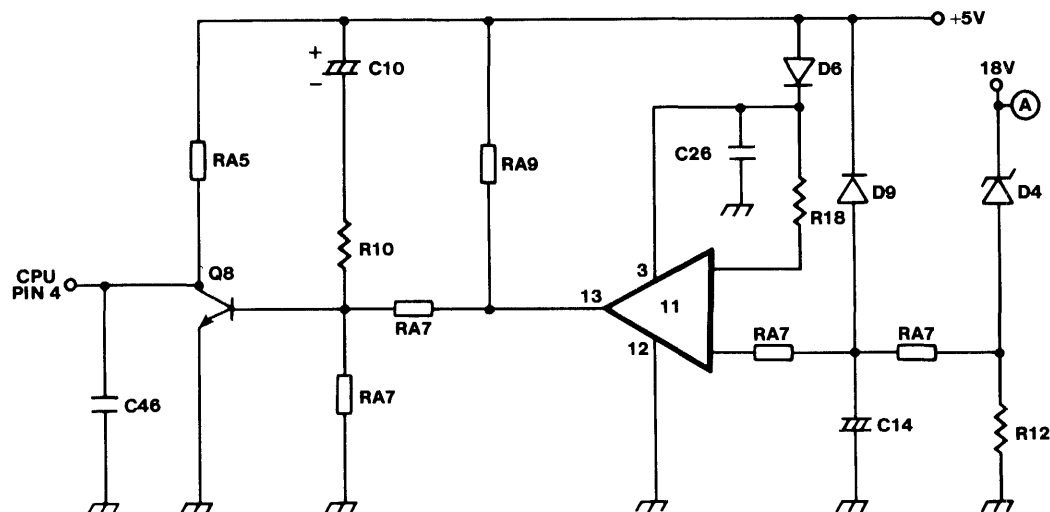 +5V
+
C10
−
D6
18V
A
RA5
RA9
C26
R18
D9
D4
R10
CPU
PIN 4
Q8
3
13
11
12
RA7
RA7
RA7
RA7
C46
C14
R12